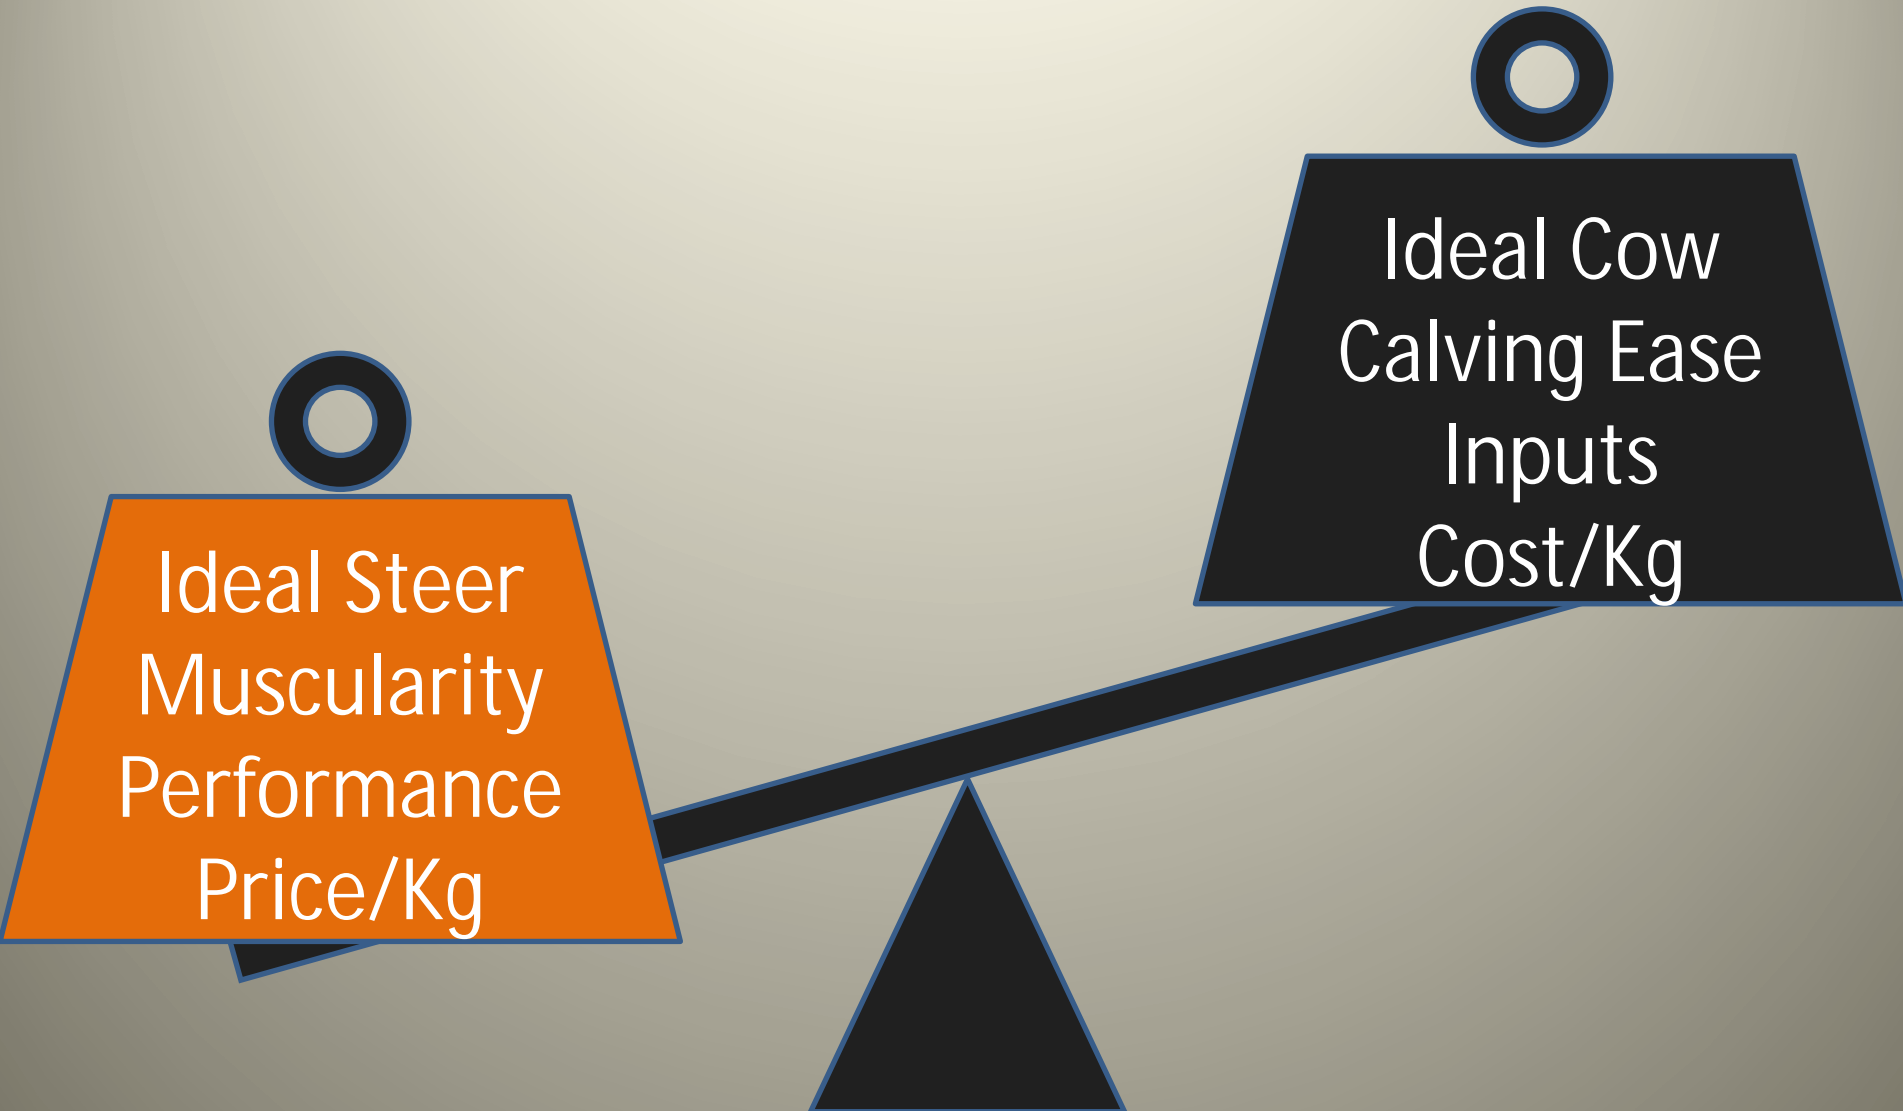 Ideal Steer
Muscularity
Performance
Price/Kg
Ideal Cow
Calving Ease
Inputs
Cost/Kg